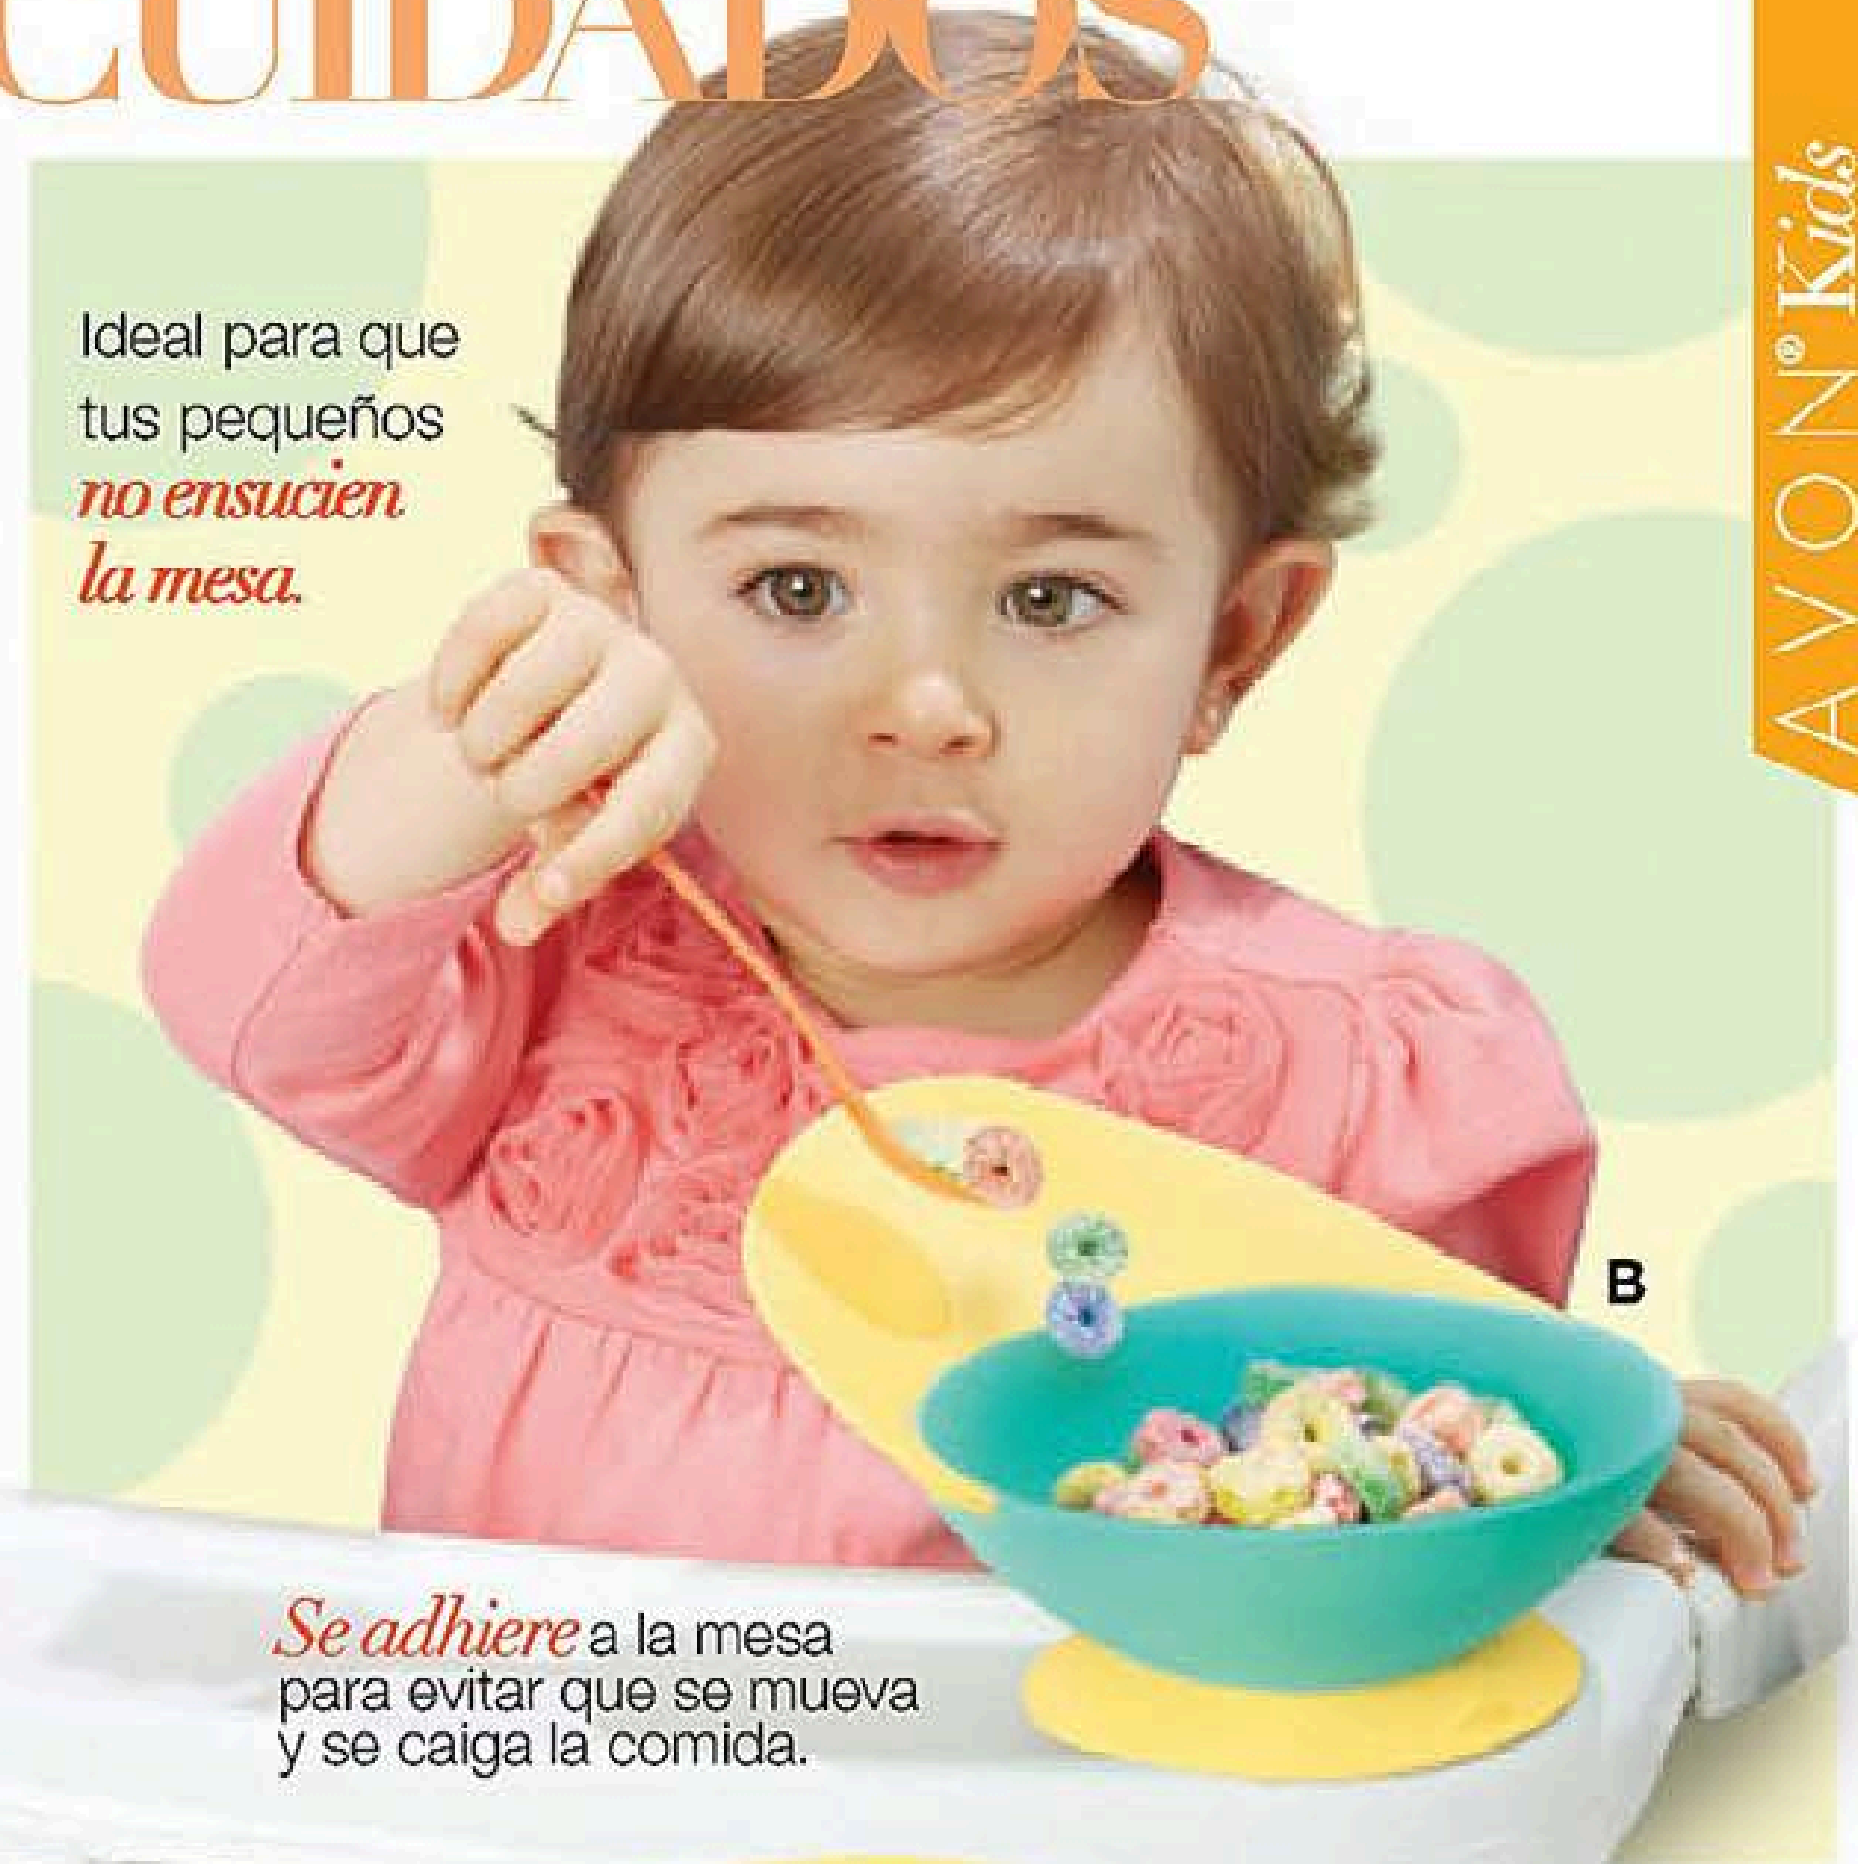 CUIDADOS
Ideal para que
tus pequeños
no ensucien
la mesa.
AVON® Kids
B
Se adhiere a la mesa
para evitar que se mueva
y se caiga la comida.